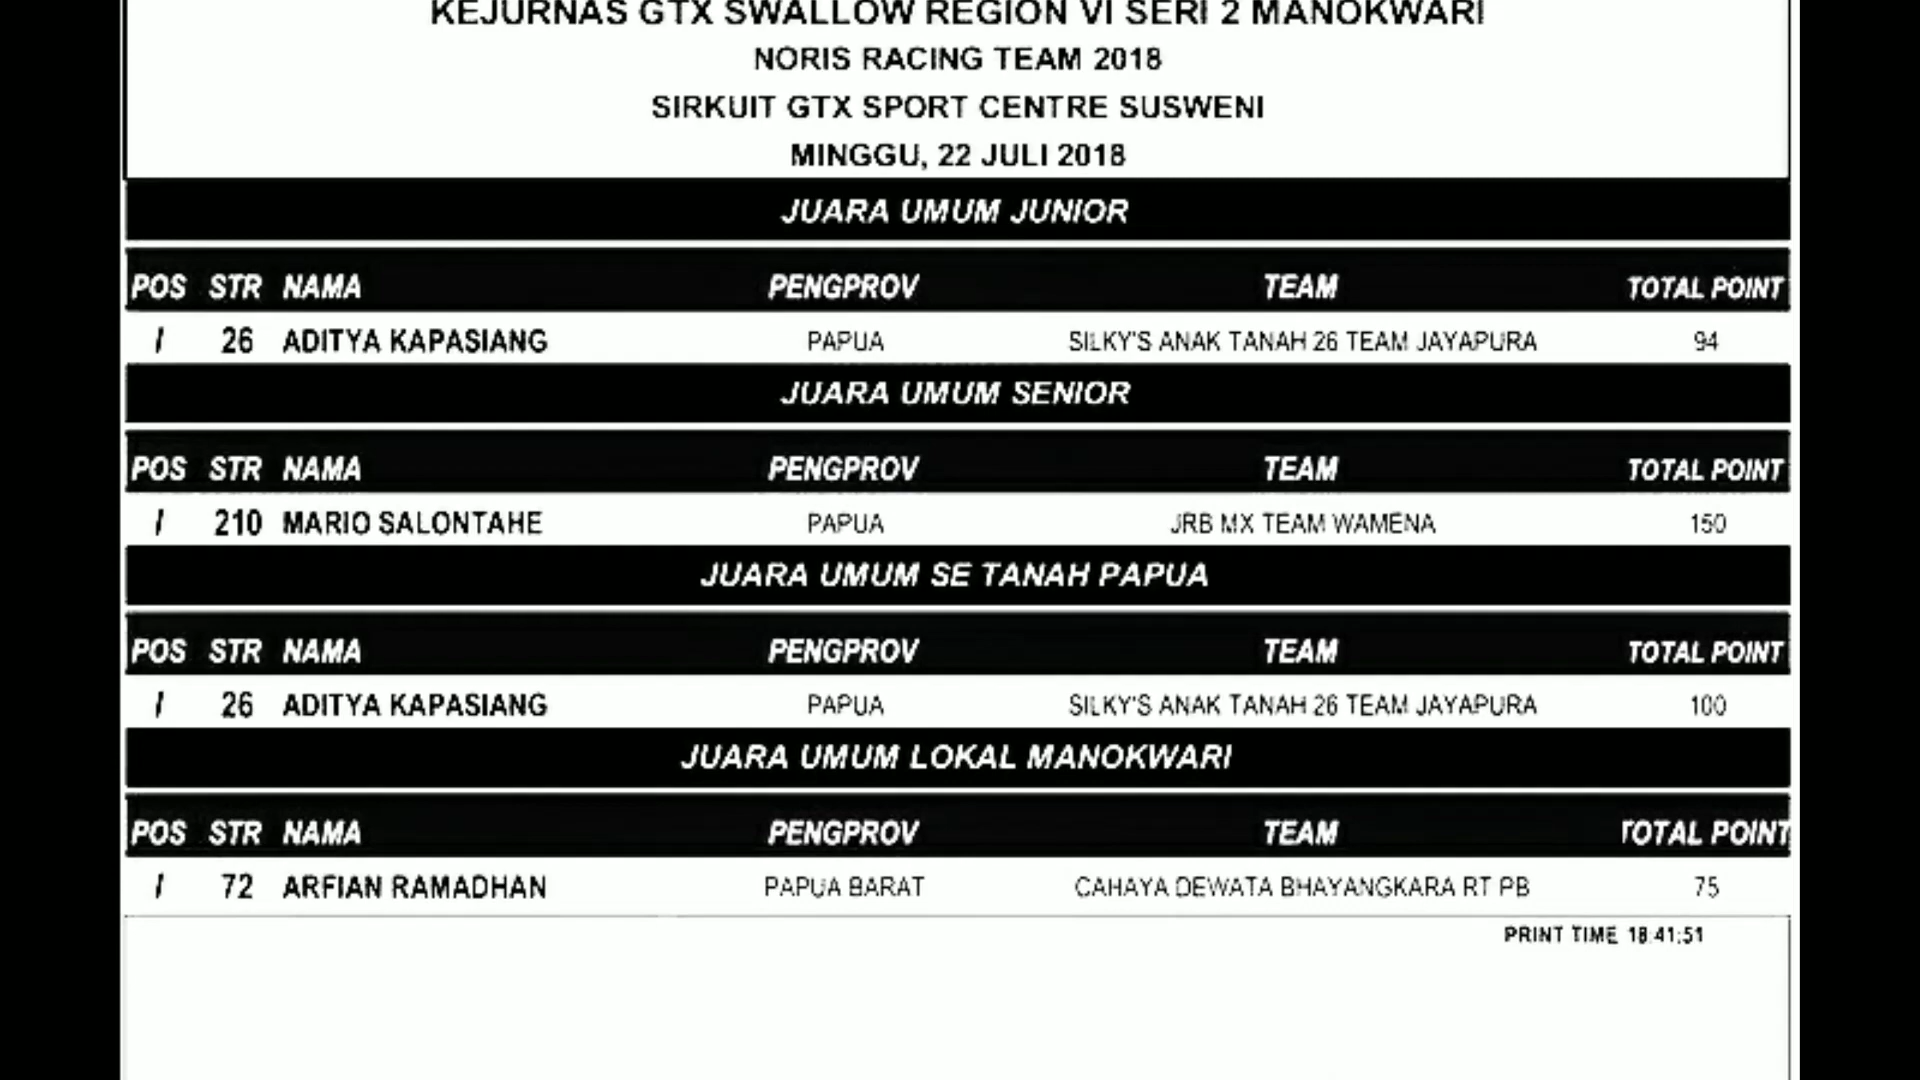 KEJURNAS GTX SWALLOW REGION VI SERI 2 MANOKWARI
NORIS RACING TEAM 2018
SIRKUIT GTX SPORT CENTRE SUSWENI
MINGGU, 22 JULI 2018
JUARA UMUM JUNIOR
POS STR NAMA PENGPROV TEAM TOTAL POINT
I 26 ADITYA KAPASIANG PAPUA SILKY'S ANAK TANAH 26 TEAM JAYAPURA 94
JUARA UMUM SENIOR
POS STR NAMA PENGPROV TEAM TOTAL POINT
I 210 MARIO SALONTAHE PAPUA JRB MX TEAM WAMENA 150
JUARA UMUM SE TANAH PAPUA
POS STR NAMA PENGPROV TEAM TOTAL POINT
I 26 ADITYA KAPASIANG PAPUA SILKY'S ANAK TANAH 26 TEAM JAYAPURA 100
JUARA UMUM LOKAL MANOKWARI
POS STR NAMA PENGPROV TEAM TOTAL POINT
I 72 ARFIAN RAMADHAN PAPUA BARAT CAHAYA DEWATA BHAYANGKARA RT PB 75
PRINT TIME 18:41:51